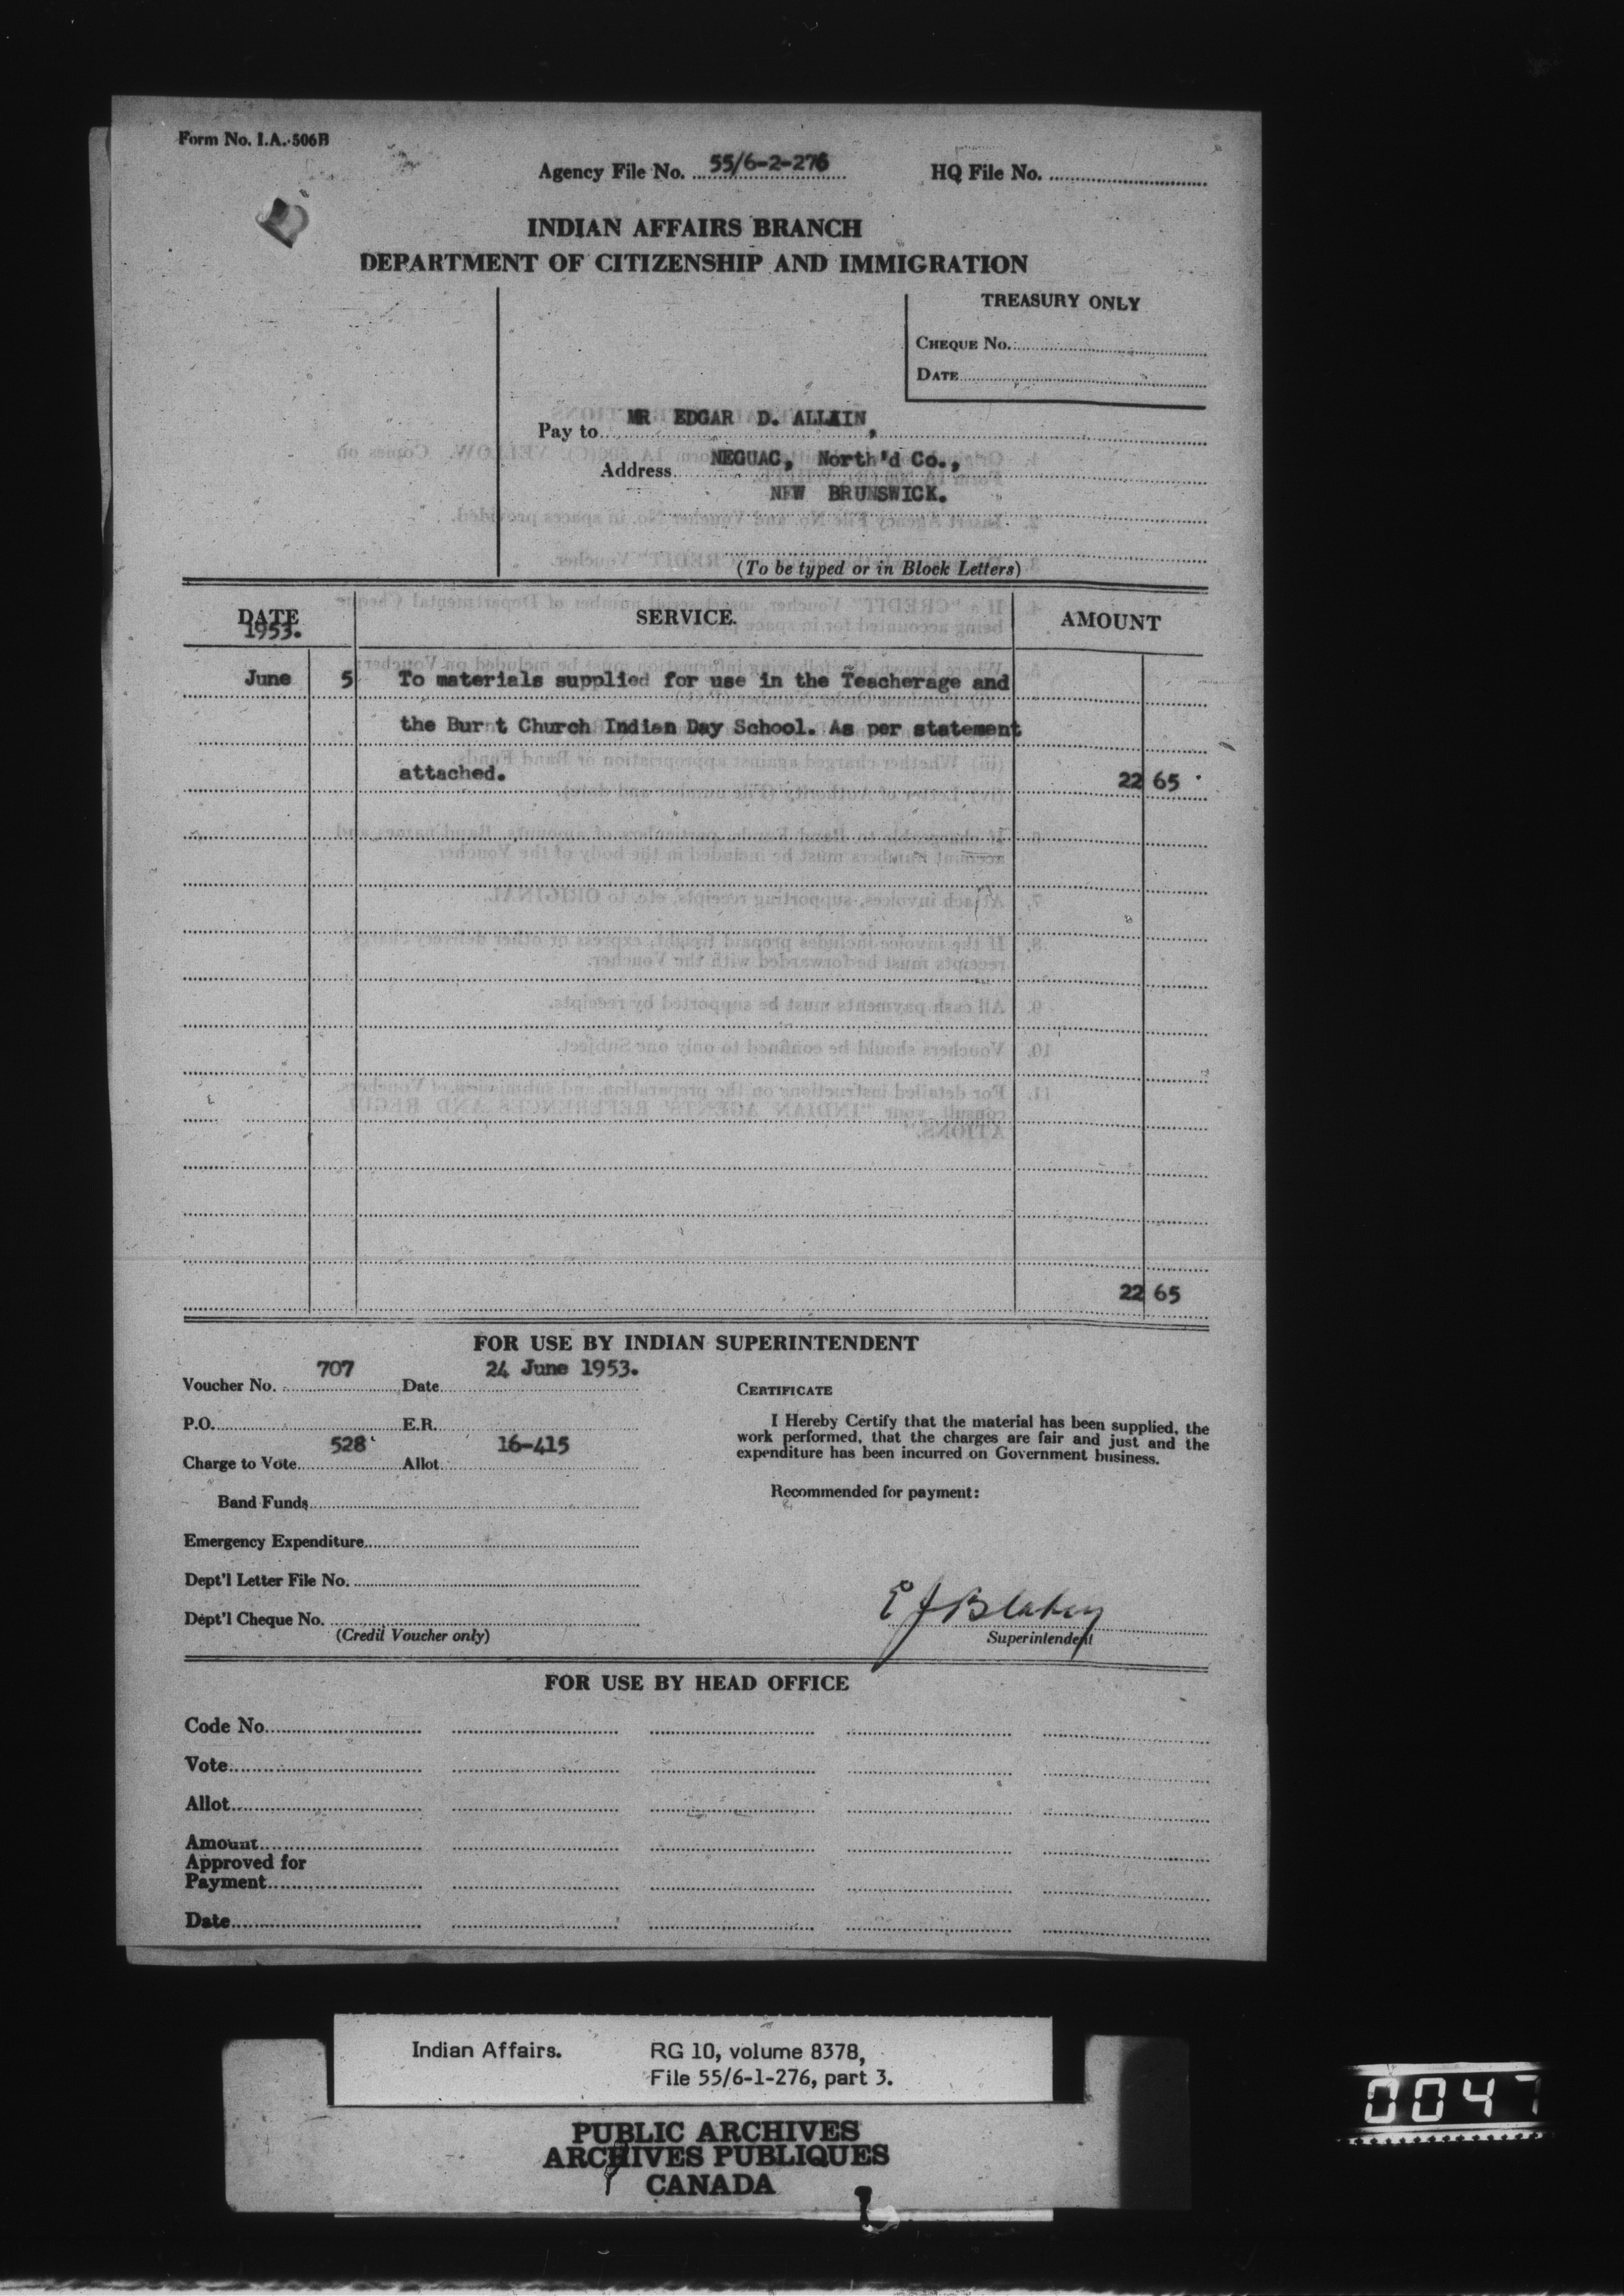 Form No. I.A.-506B
Agency File No. 55/6-2-276 HQ File No.
INDIAN AFFAIRS BRANCH
DEPARTMENT OF CITIZENSHIP AND IMMIGRATION
TREASURY ONLY
CHEQUE No.
DATE
Pay to MR EDGAR D. ALLAIN,
Address NEGUAC, North'd Co.,
NEW BRUNSWICK.
(To be typed or in Block Letters)
DATE SERVICE AMOUNT
1953.
June 5 To materials supplied for use in the Teacherage and
the Burnt Church Indian Day School. As per statement
attached. 22 65
22 65
FOR USE BY INDIAN SUPERINTENDENT
Voucher No. 707 Date 24 June 1953.
P.O. E.R.
Charge to Vote 528 Allot. 16-415
Band Funds
Emergency Expenditure
Dept'l Letter File No.
Dept'l Cheque No.
(Credit Voucher only)
CERTIFICATE
I Hereby Certify that the material has been supplied, the
work performed, that the charges are fair and just and the
expenditure has been incurred on Government business.
Recommended for payment:
E J Blakey
Superintendent
FOR USE BY HEAD OFFICE
Code No.
Vote
Allot.
Amount
Approved for
Payment
Date
Indian Affairs. RG 10, volume 8378,
File 55/6-1-276, part 3.
PUBLIC ARCHIVES
ARCHIVES PUBLIQUES
CANADA
0047